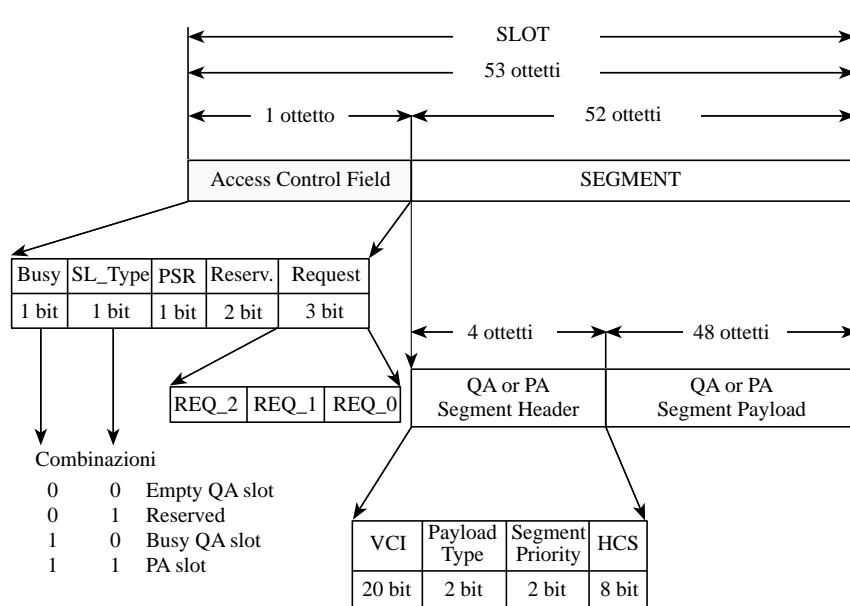 SLOT
53 ottetti
1 ottetto
52 ottetti
Access Control Field
SEGMENT
Busy SL_Type PSR Reserv. Request
1 bit 1 bit 1 bit 2 bit 3 bit
4 ottetti
48 ottetti
REQ_2 REQ_1 REQ_0
QA or PA
Segment Header
QA or PA
Segment Payload
Combinazioni
0 0 Empty QA slot
0 1 Reserved
1 0 Busy QA slot
1 1 PA slot
VCI
Payload
Type
Segment
Priority
HCS
20 bit 2 bit 2 bit 8 bit